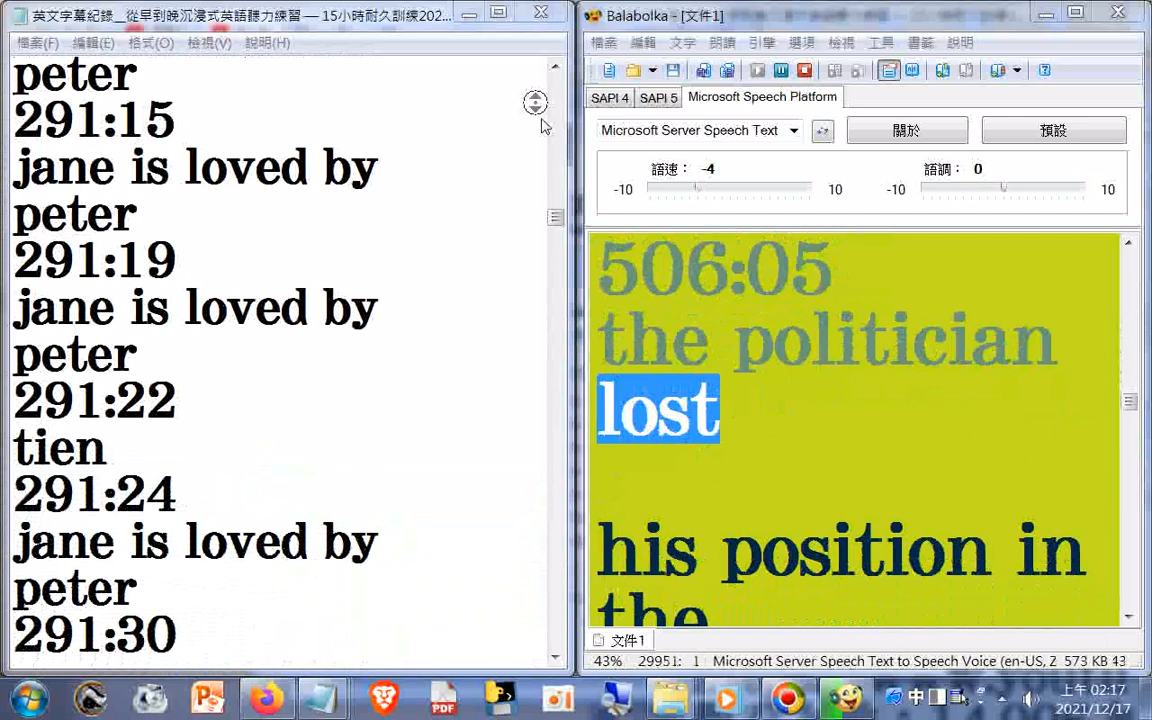 英文字幕紀錄__從早到晚沉浸式英語聽力練習 — 15小時耐久訓練202...
檔案(F) 編輯(E) 格式(O) 檢視(V) 說明(H)
peter
291:15
jane is loved by
peter
291:19
jane is loved by
peter
291:22
tien
291:24
jane is loved by
peter
291:30
Balabolka - [文件1]
檔案 編輯 文字 朗讀 引擎 選項 檢視 工具 書籤 說明
SAPI 4 SAPI 5 Microsoft Speech Platform
Microsoft Server Speech Text 關於 預設
語速： -4 語調： 0
-10 10 -10 10
506:05
the politician
lost
his position in
the
文件1
43% 29951: 1 Microsoft Server Speech Text to Speech Voice (en-US, 2 573 KB 43
PDF 中 上午 02:17
2021/12/17